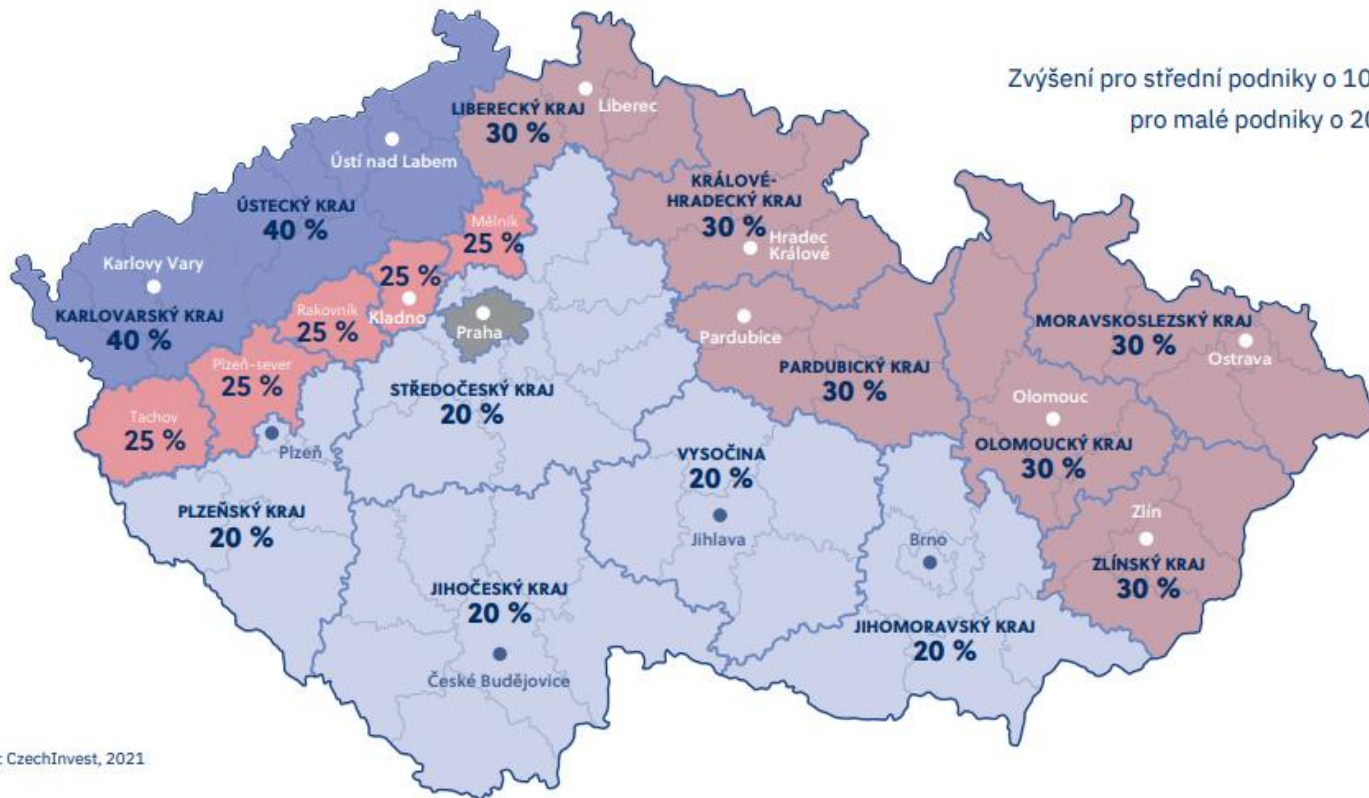 Zvýšení pro střední podniky o 10
pro malé podniky o 20
LIBERECKÝ KRAJ
30 %
Liberec
Ústí nad Labem
ÚSTECKÝ KRAJ
40 %
KRÁLOVÉ-
HRADECKÝ KRAJ
30 %
Hradec
Králové
Mělník
25 %
Karlovy Vary
KARLOVARSKÝ KRAJ
40 %
25 %
Kladno
Rakovník
25 %
Praha
Plzeň-sever
25 %
Tachov
25 %
Plzeň
STŘEDOČESKÝ KRAJ
20 %
Pardubice
PARDUBICKÝ KRAJ
30 %
MORAVSKOSLEZSKÝ KRAJ
30 %
Ostrava
Olomouc
OLOMOUCKÝ KRAJ
30 %
VYSOČINA
20 %
Jihlava
PLZEŇSKÝ KRAJ
20 %
Brno
Zlín
ZLÍNSKÝ KRAJ
30 %
JIHOČESKÝ KRAJ
20 %
České Budějovice
JIHOMORAVSKÝ KRAJ
20 %
: CzechInvest, 2021